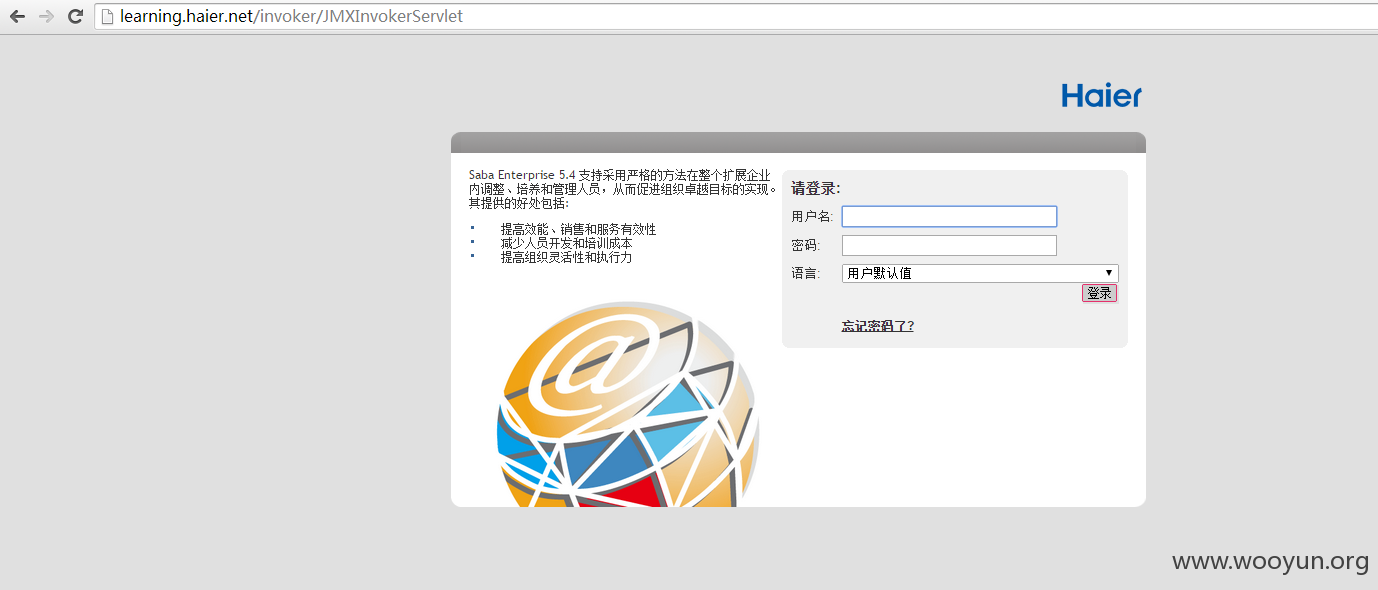 learning.haier.net/invoker/JMXInvokerServlet
Haier
Saba Enterprise 5.4 支持采用严格的方法在整个扩展企业
内调整、培养和管理人员，从而促进组织卓越目标的实现。
其提供的好处包括:
• 提高效能、销售和服务有效性
• 减少人员开发和培训成本
• 提高组织灵活性和执行力
请登录:
用户名:
密码:
语言: 用户默认值
登录
忘记密码了?
@
www.wooyun.org